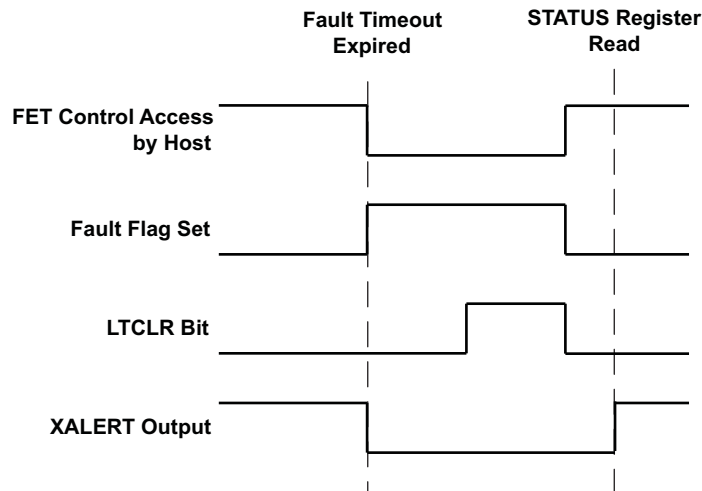 Fault Timeout
Expired
STATUS Register
Read
FET Control Access
by Host
Fault Flag Set
LTCLR Bit
XALERT Output